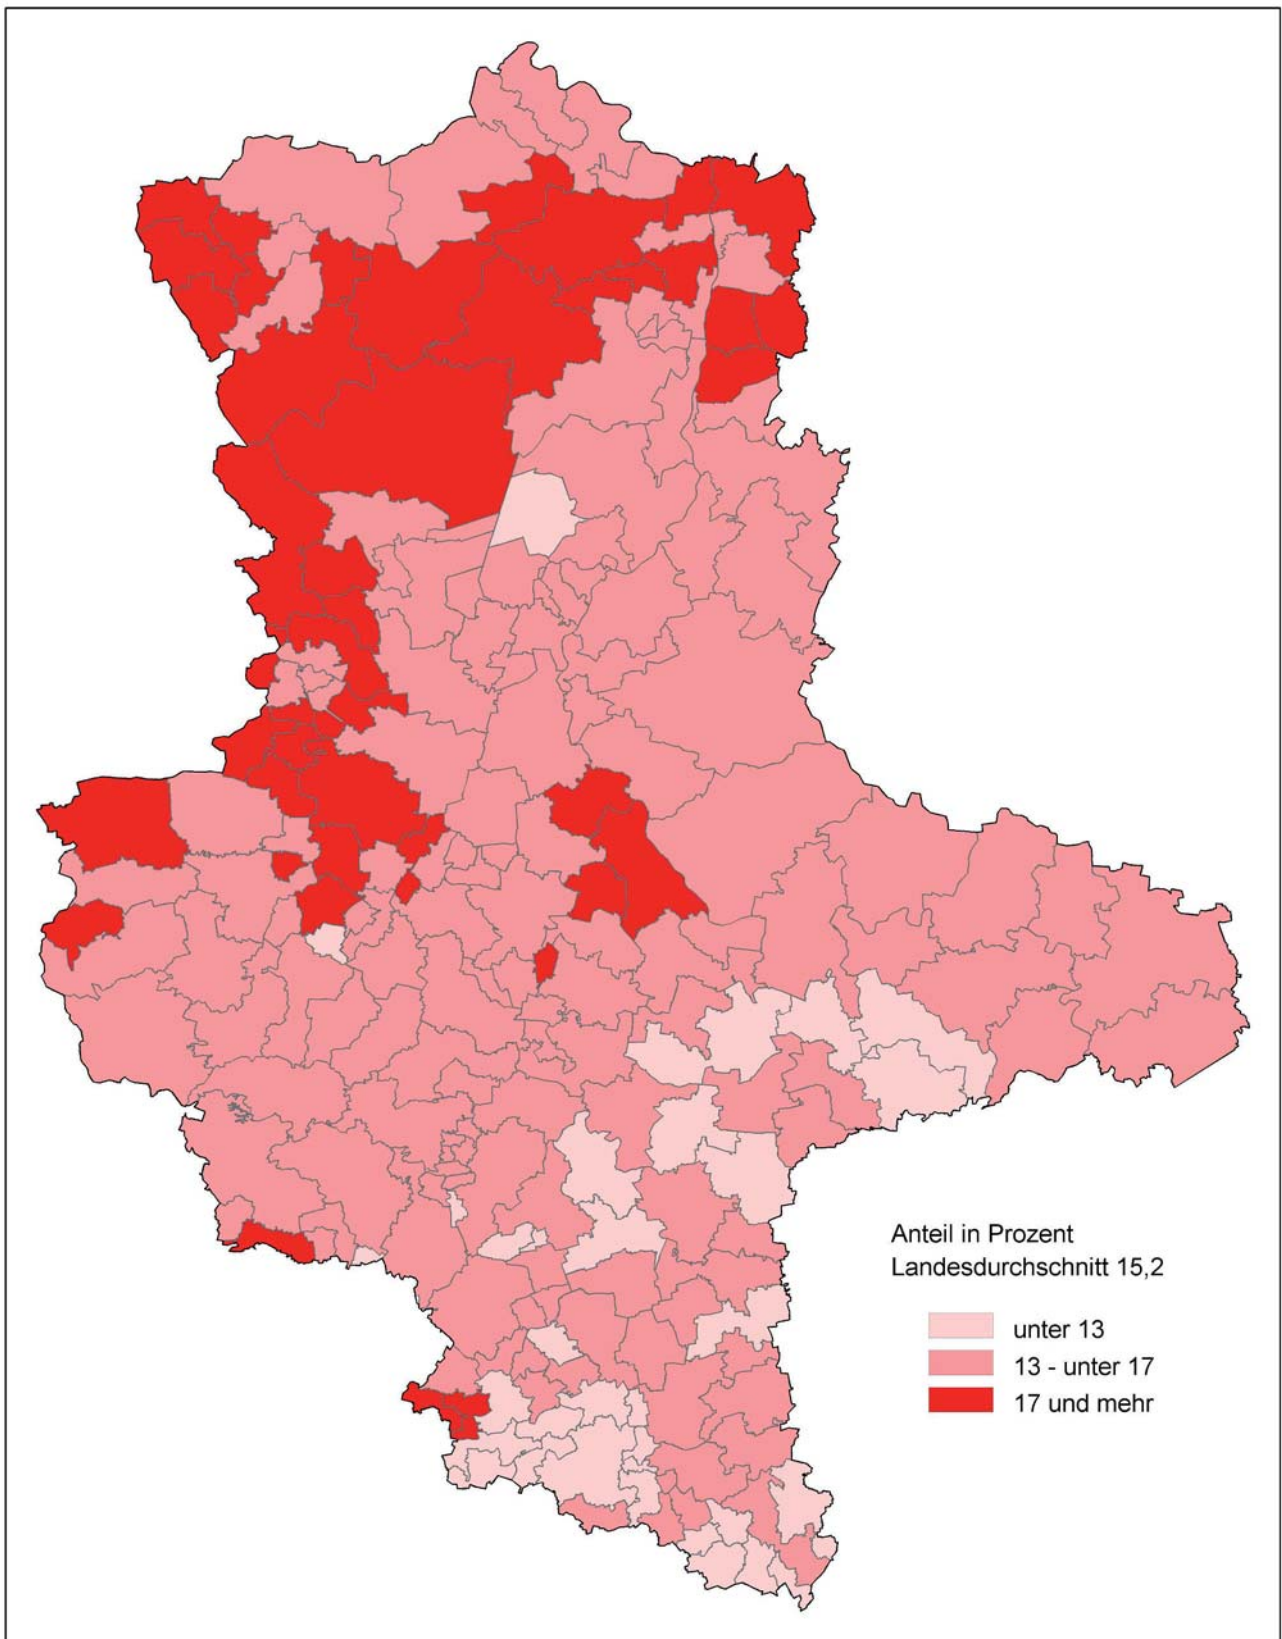 Anteil in Prozent
Landesdurchschnitt 15,2
unter 13
13 - unter 17
17 und mehr